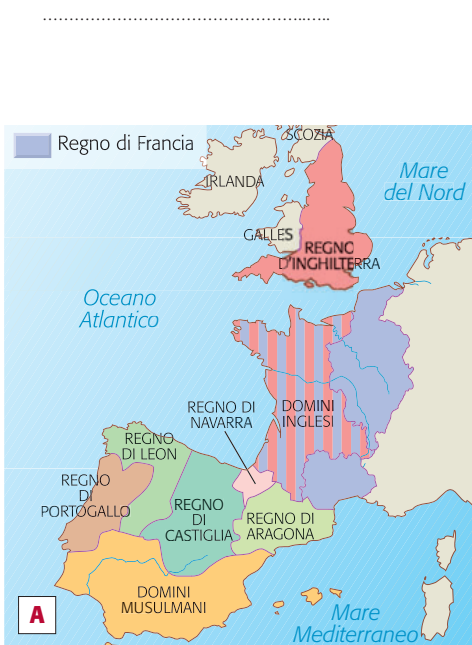 ………………………………………..…..
Regno di Francia
SCOZIA
IRLANDA
Mare
del Nord
GALLES
REGNO
D'INGHILTERRA
Oceano
Atlantico
REGNO DI
NAVARRA
DOMINI
INGLESI
REGNO
DI LEON
REGNO
DI
PORTOGALLO
REGNO
DI
CASTIGLIA
REGNO DI
ARAGONA
DOMINI
MUSULMANI
A
Mare
Mediterraneo